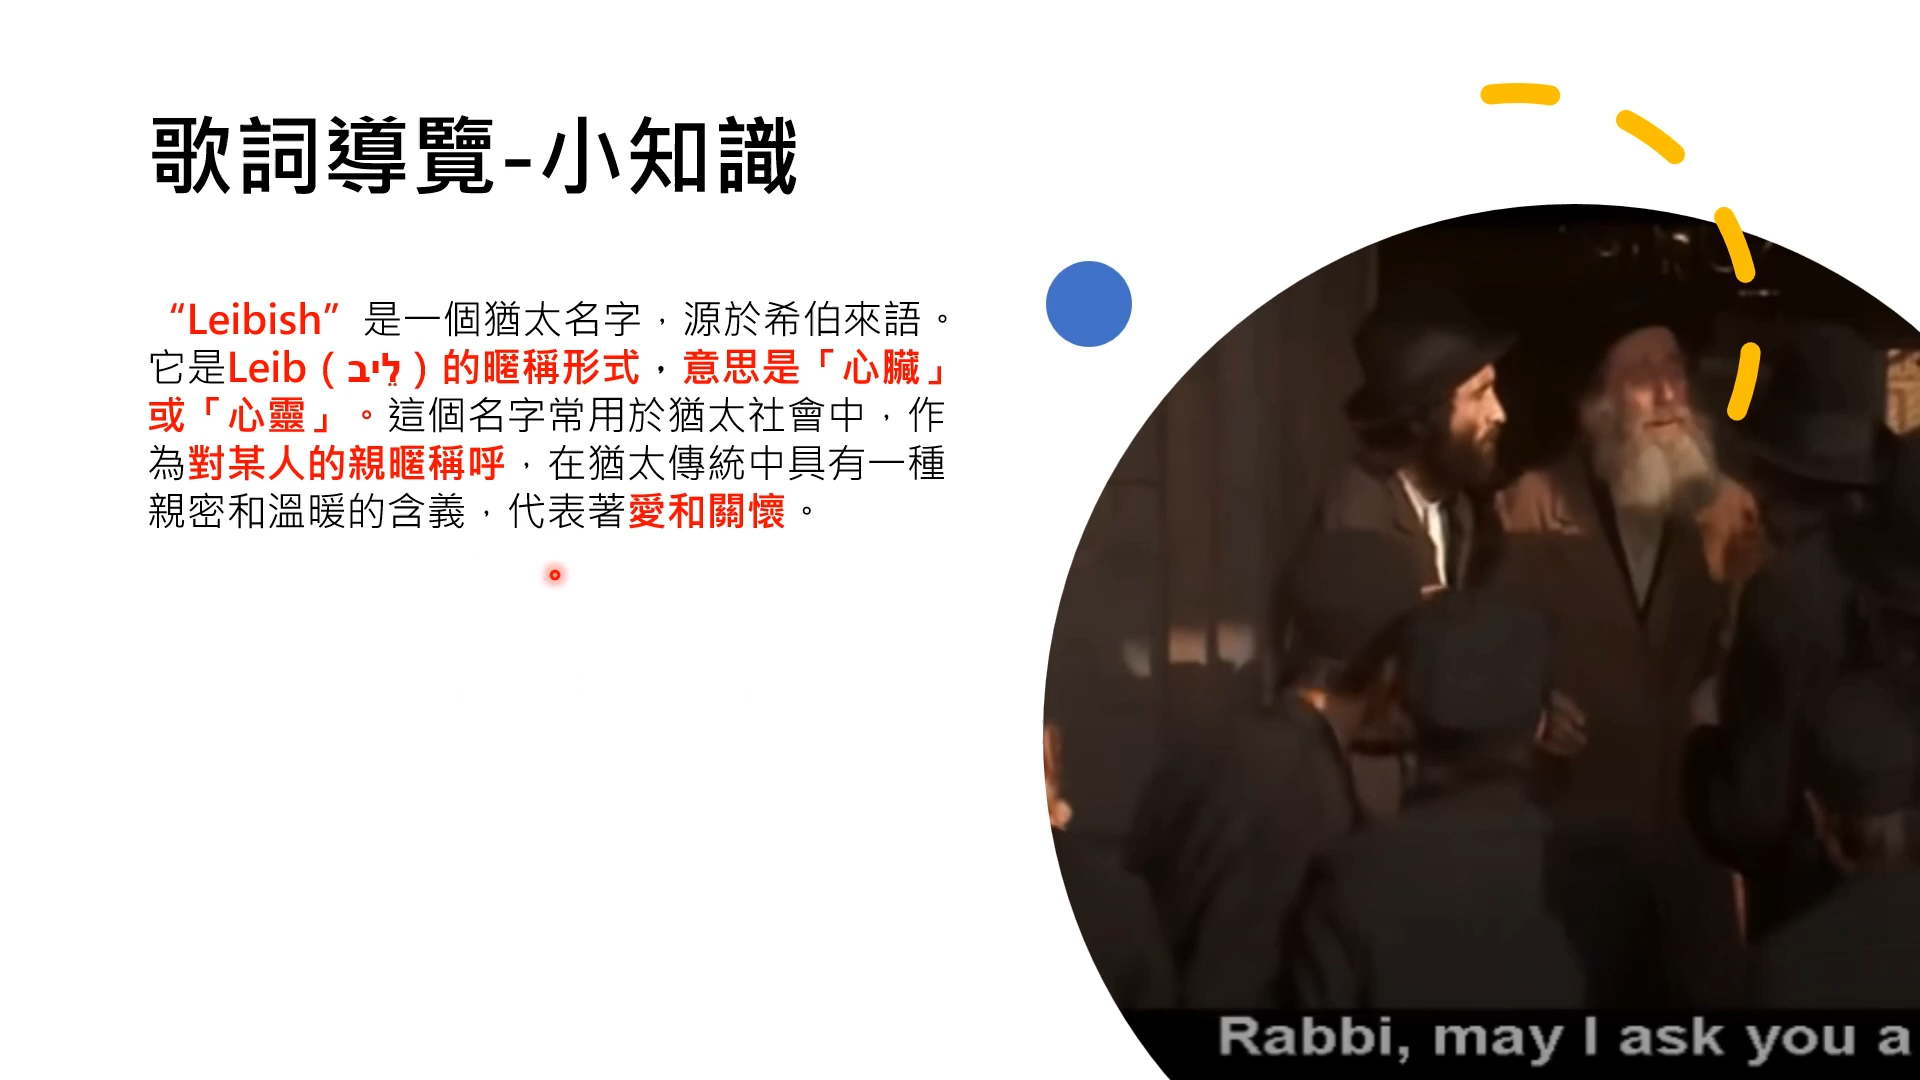 歌詞導覽-小知識
“Leibish”是一個猶太名字，源於希伯來語。
它是Leib（לֵיב）的暱稱形式，意思是「心臟」
或「心靈」。這個名字常用於猶太社會中，作
為對某人的親暱稱呼，在猶太傳統中具有一種
親密和溫暖的含義，代表著愛和關懷。
Rabbi, may I ask you a